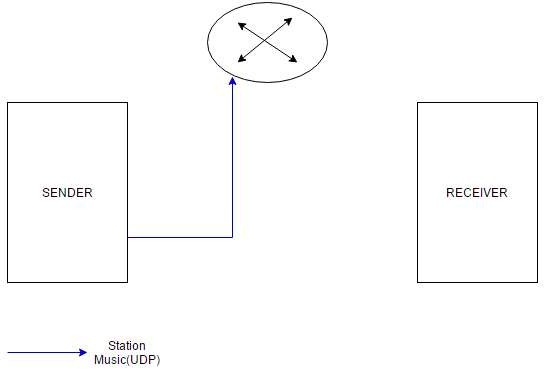 SENDER
RECEIVER
Station
Music(UDP)